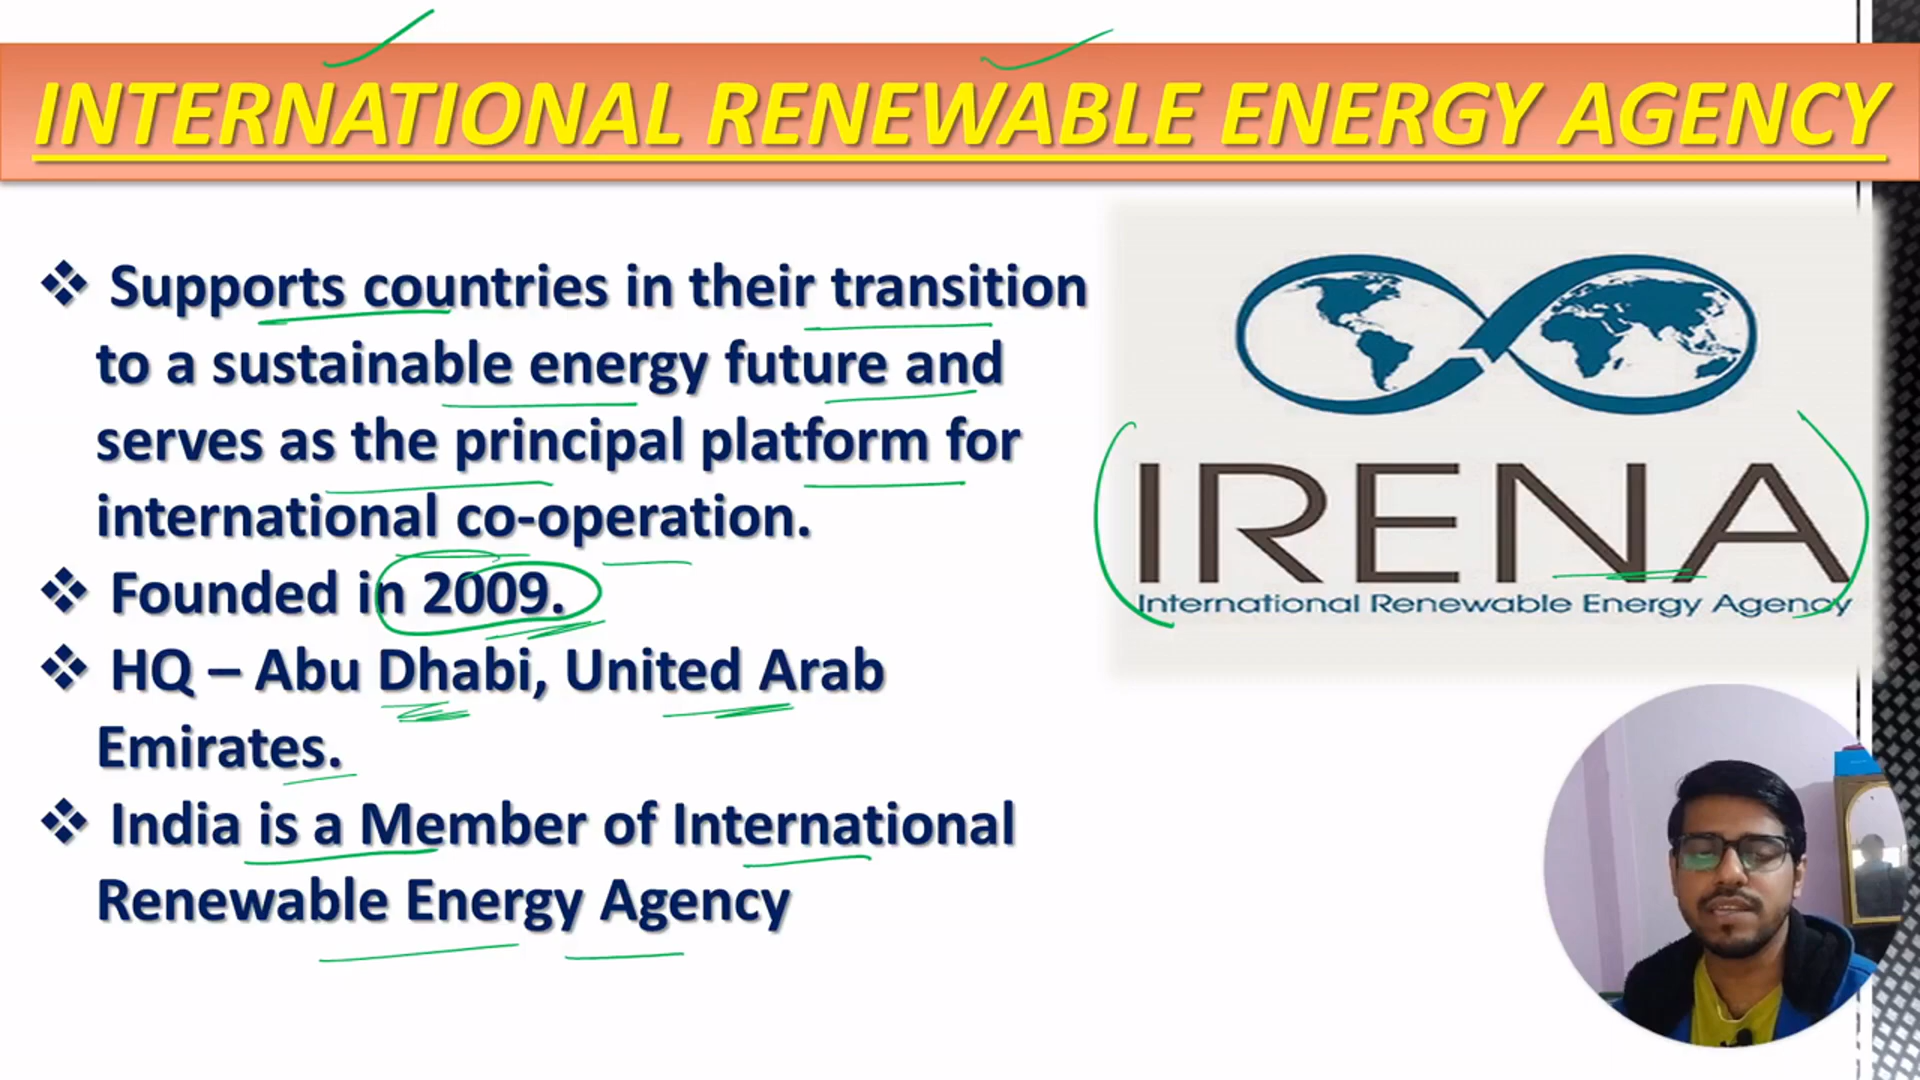 INTERNATIONAL RENEWABLE ENERGY AGENCY
❖ Supports countries in their transition
to a sustainable energy future and
serves as the principal platform for
international co-operation.
❖ Founded in 2009.
❖ HQ – Abu Dhabi, United Arab
Emirates.
❖ India is a Member of International
Renewable Energy Agency
IRENA
International Renewable Energy Agency